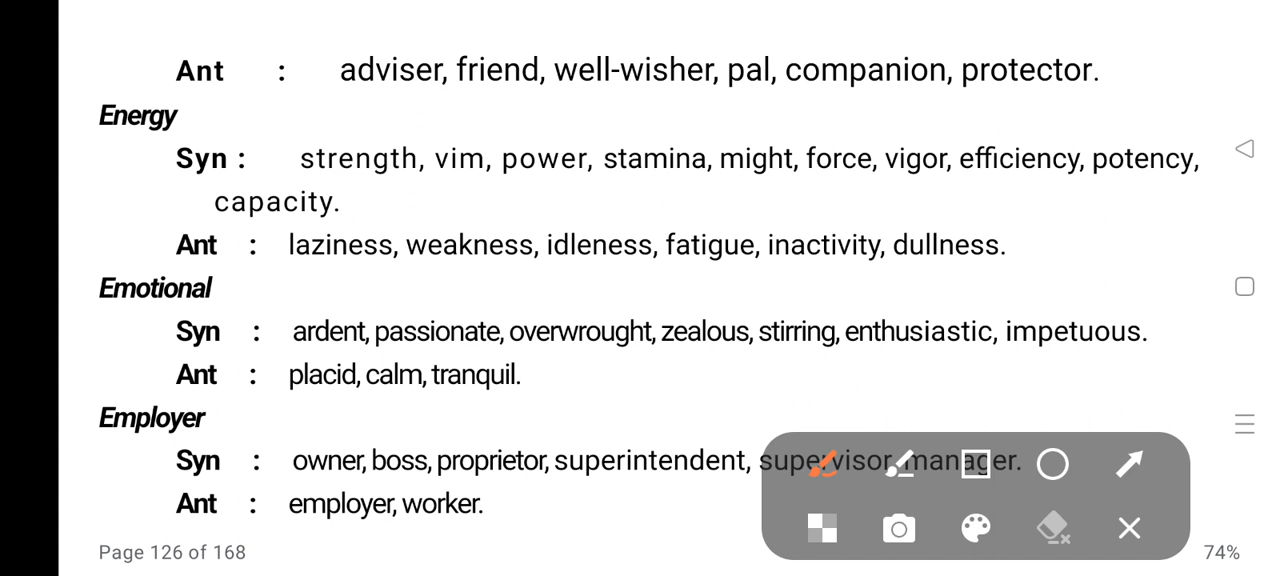 Ant : adviser, friend, well-wisher, pal, companion, protector.
Energy
Syn : strength, vim, power, stamina, might, force, vigor, efficiency, potency,
capacity.
Ant : laziness, weakness, idleness, fatigue, inactivity, dullness.
Emotional
Syn : ardent, passionate, overwrought, zealous, stirring, enthusiastic, impetuous.
Ant : placid, calm, tranquil.
Employer
Syn : owner, boss, proprietor, superintendent, supervisor, manager.
Ant : employer, worker.
Page 126 of 168
74%